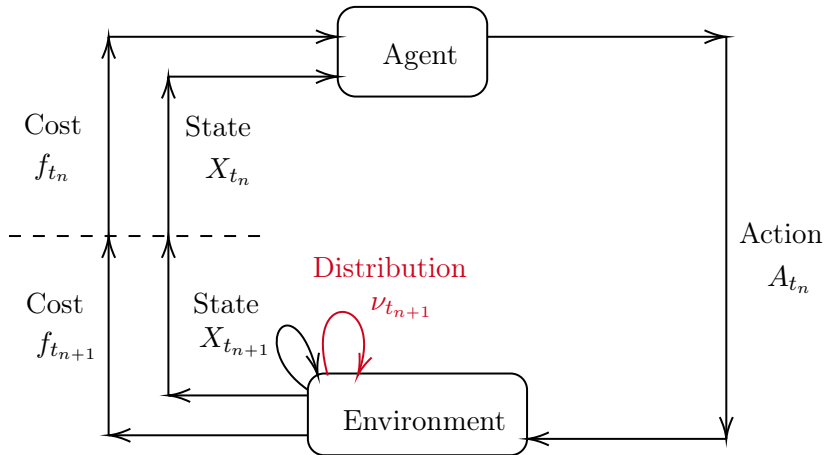 Agent
Cost
f_{t_n}
State
X_{t_n}
Action
A_{t_n}
Distribution
ν_{t_{n+1}}
Cost
f_{t_{n+1}}
State
X_{t_{n+1}}
Environment